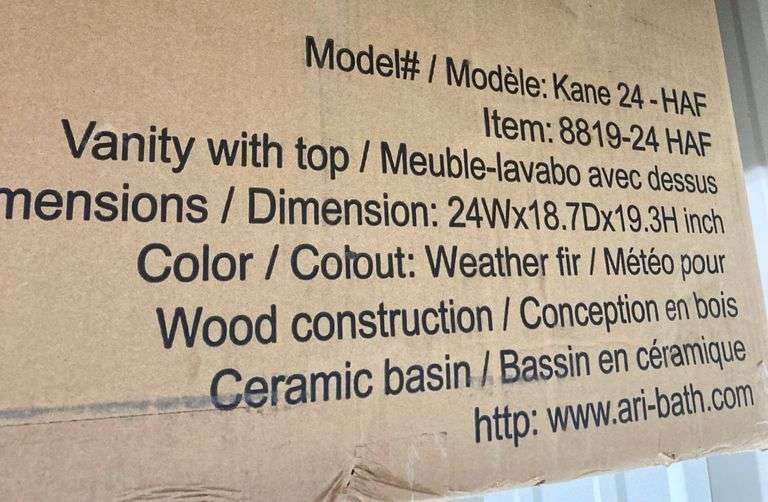 Model# / Modèle: Kane 24 - HAF
Item: 8819-24 HAF
Vanity with top / Meuble-lavabo avec dessus
mensions / Dimension: 24Wx18.7Dx19.3H inch
Color / Colout: Weather fir / Météo pour
Wood construction / Conception en bois
Ceramic basin / Bassin en céramique
http: www.ari-bath.com